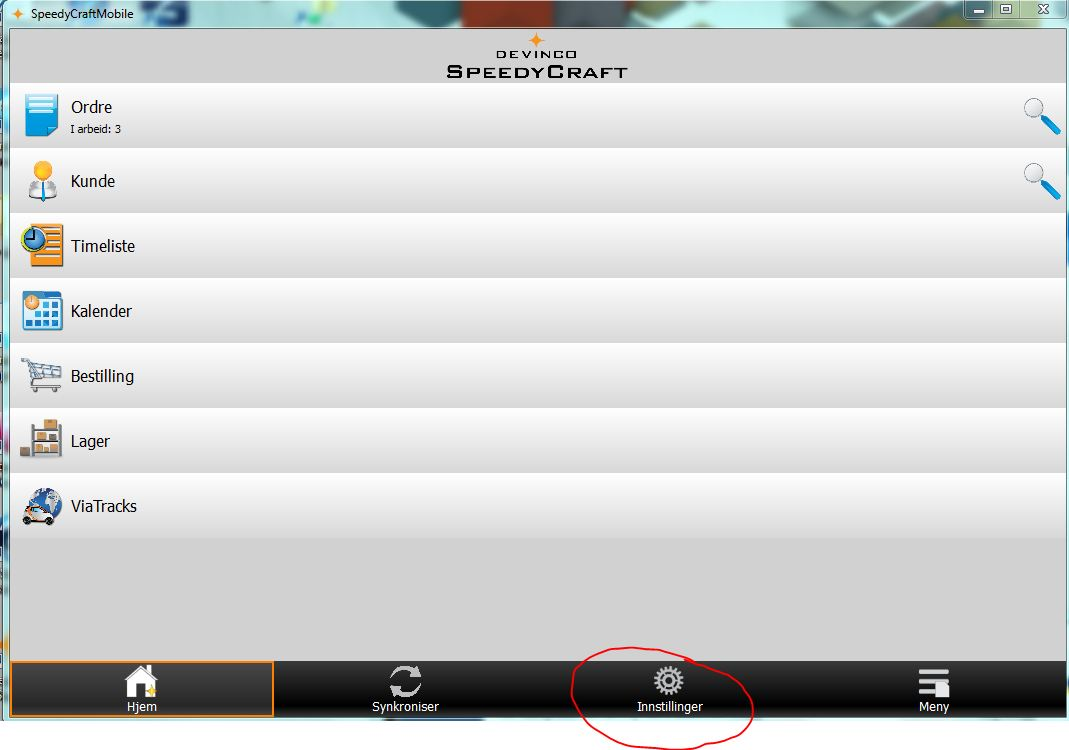 SpeedyCraftMobile
DEVINCO
SPEEDYCRAFT
Ordre
I arbeid: 3
Kunde
Timeliste
Kalender
Bestilling
Lager
ViaTracks
Hjem
Synkroniser
Innstillinger
Meny